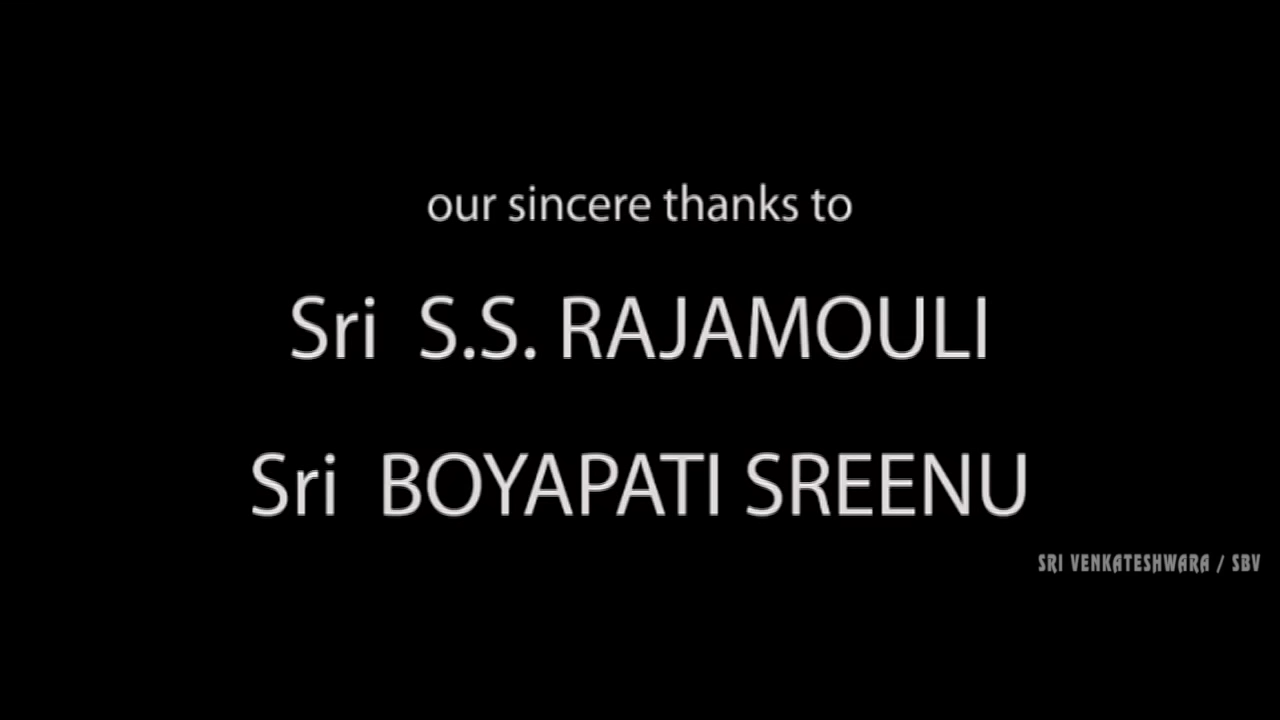 our sincere thanks to
Sri S.S. RAJAMOULI
Sri BOYAPATI SREENU
SRI VENKATESHWARA / SBV